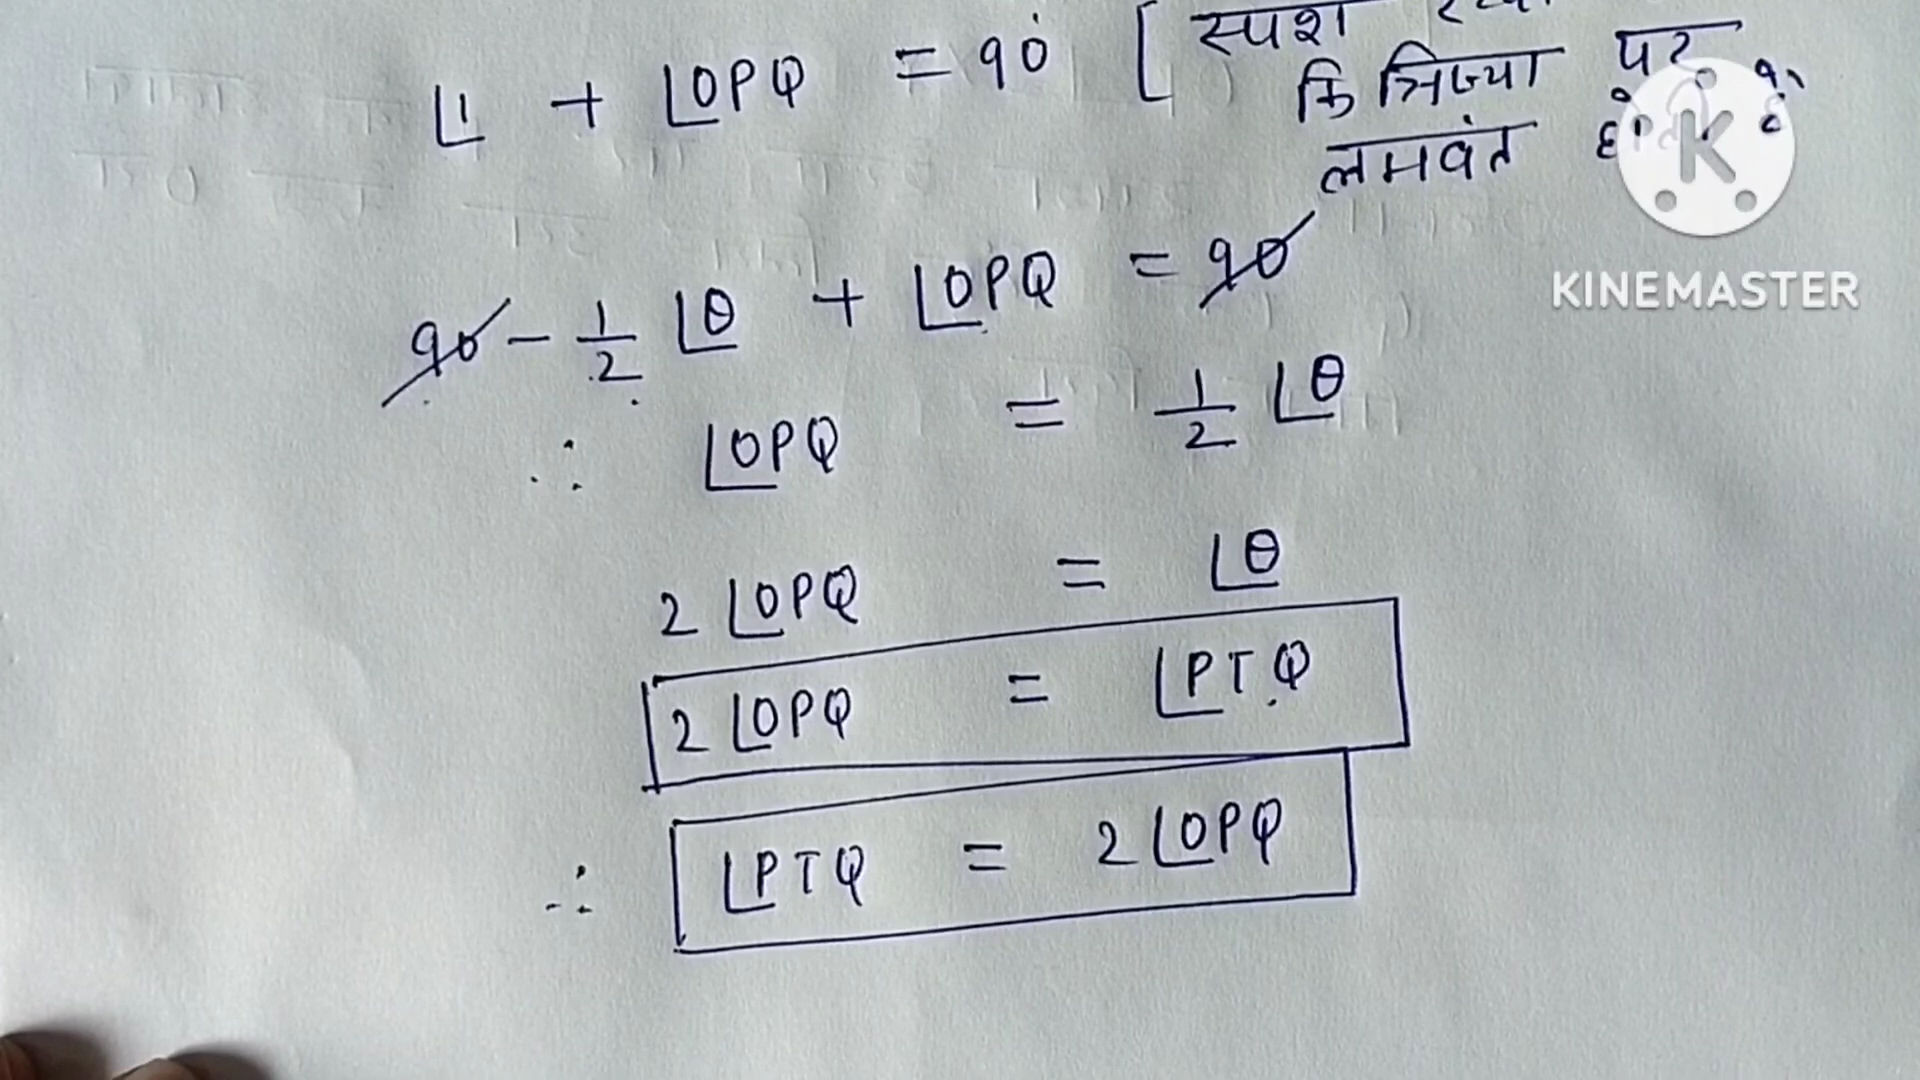 ∠1 + ∠OPQ = 90° [ स्पर्श
कि त्रिज्या पर
लमवंत
90 - 1/2 ∠θ + ∠OPQ = 90
∴ ∠OPQ = 1/2 ∠θ
2 ∠OPQ = ∠θ
2 ∠OPQ = ∠PTQ
∴ ∠PTQ = 2 ∠OPQ
K
KINEMASTER